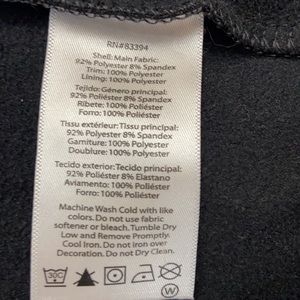 RN#83394
Shell: Main Fabric:
92% Polyester 8% Spandex
Trim: 100% Polyester
Lining: 100% Polyester
Tejido: Género principal:
92% Poliéster 8% Spandex
Ribete: 100% Poliéster
Forro: 100% Poliéster
Tissu extérieur: Tissu principal:
92% Polyester 8% Spandex
Garniture: 100% Polyester
Doublure: 100% Polyester
Tecido exterior: Tecido principal:
92% Poliéster 8% Elastano
Aviamento: 100% Poliéster
Forro: 100% Poliéster
Machine Wash Cold with like
colors. Do not use fabric
softener or bleach. Tumble Dry
Low and Remove Promptly.
Cool Iron. Do not iron over
Decoration. Do not Dry Clean.
30C
W